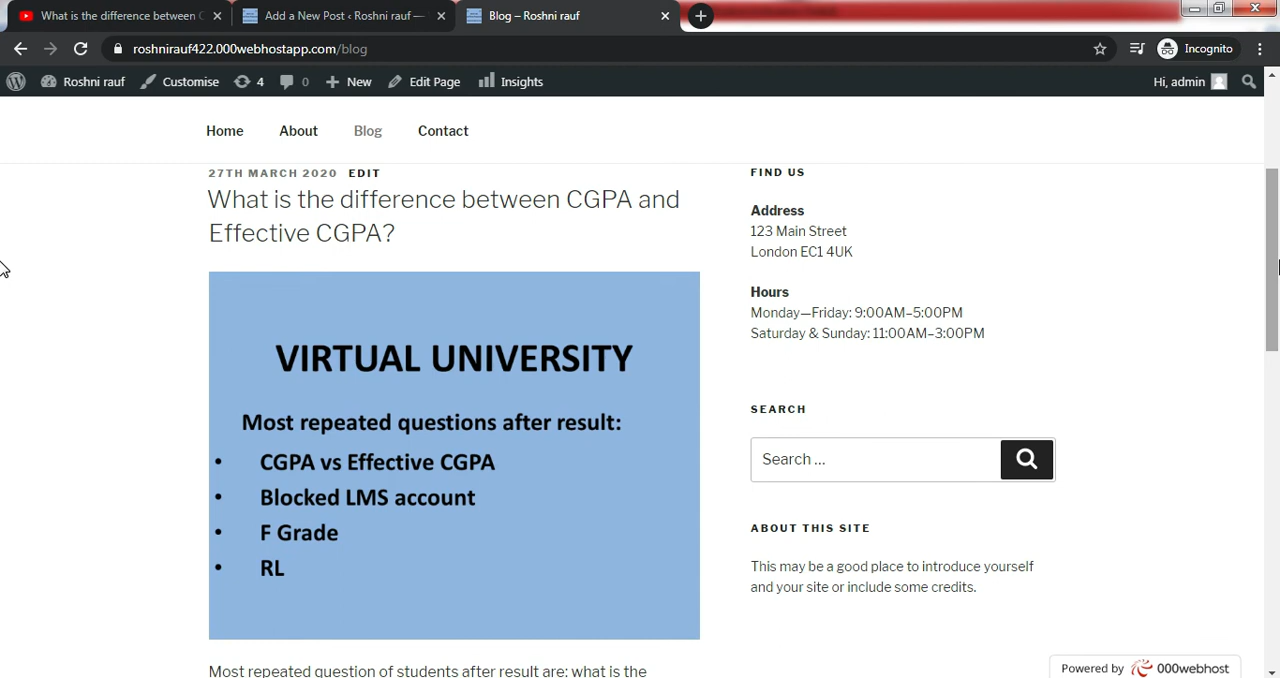 What is the difference between C
Add a New Post ‹ Roshni rauf —
Blog – Roshni rauf
roshnirauf422.000webhostapp.com/blog
Incognito
Roshni rauf
Customise
4
0
New
Edit Page
Insights
Hi, admin
Home
About
Blog
Contact
27TH MARCH 2020 EDIT
What is the difference between CGPA and
Effective CGPA?
VIRTUAL UNIVERSITY
Most repeated questions after result:
• CGPA vs Effective CGPA
• Blocked LMS account
• F Grade
• RL
Most repeated question of students after result are: what is the
FIND US
Address
123 Main Street
London EC1 4UK
Hours
Monday—Friday: 9:00AM–5:00PM
Saturday & Sunday: 11:00AM–3:00PM
SEARCH
Search …
ABOUT THIS SITE
This may be a good place to introduce yourself
and your site or include some credits.
Powered by 000webhost